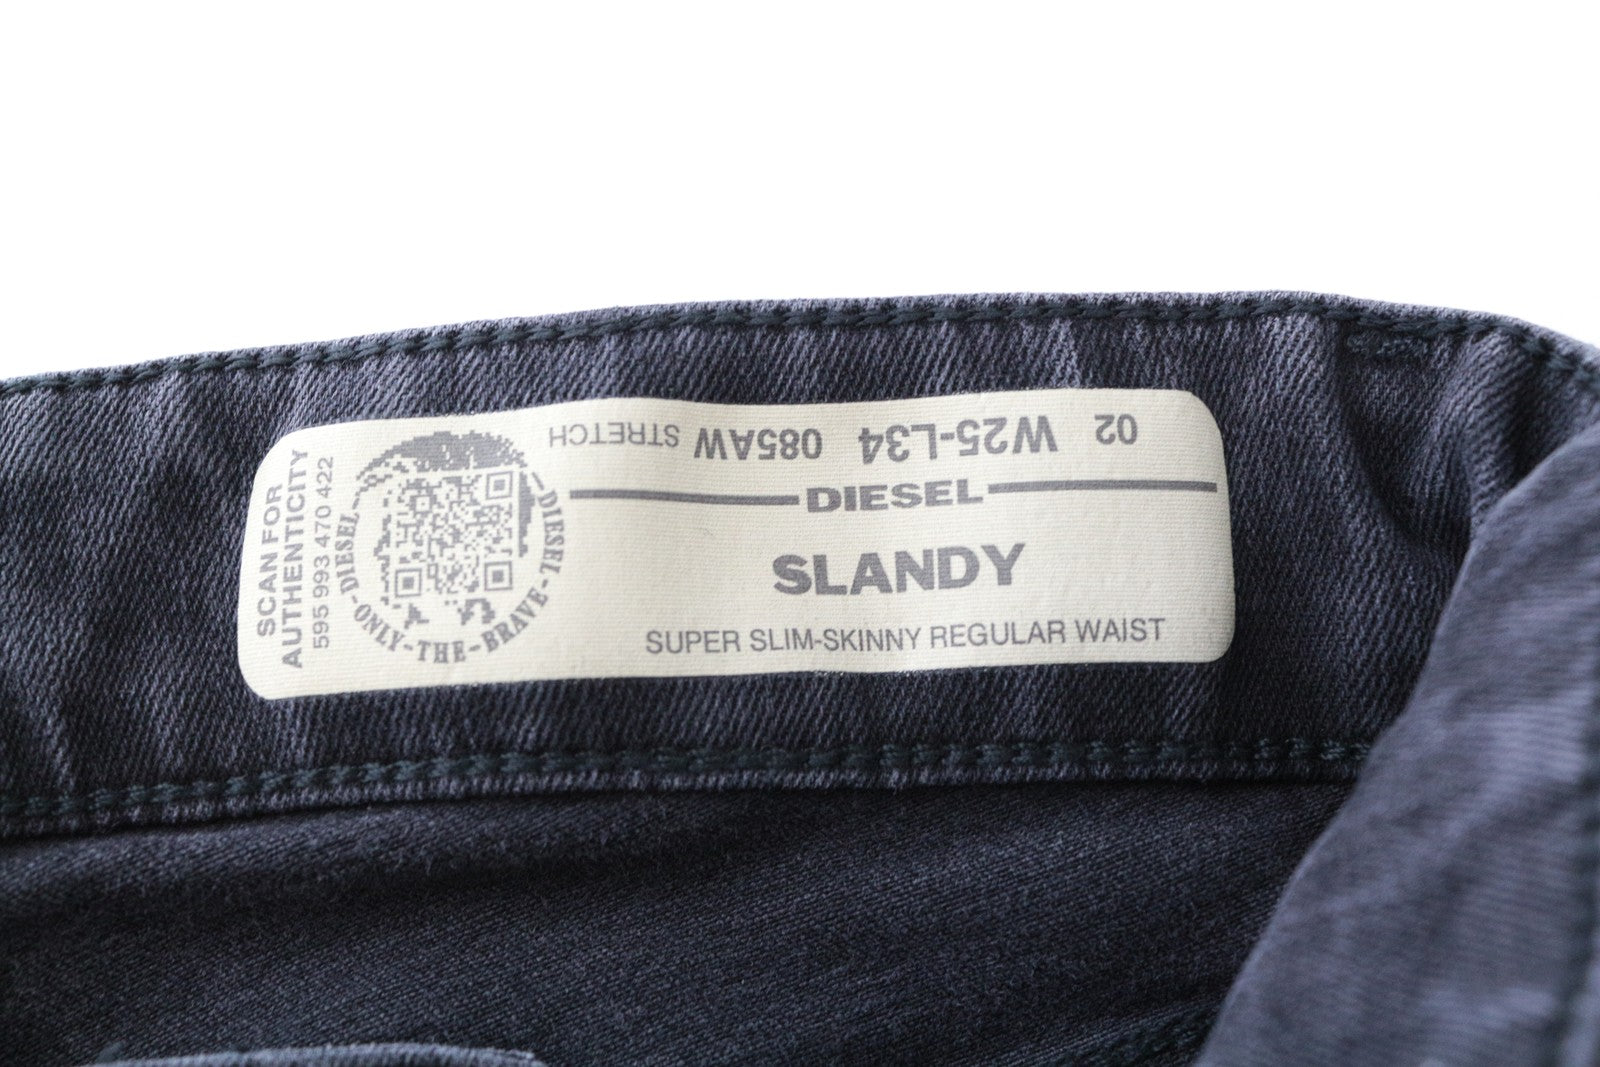 SCAN FOR
AUTHENTICITY
595 993 470 422
DIESEL-ONLY-THE-BRAVE-DIESEL-
02 W25-L34 085AW STRETCH
DIESEL
SLANDY
SUPER SLIM-SKINNY REGULAR WAIST